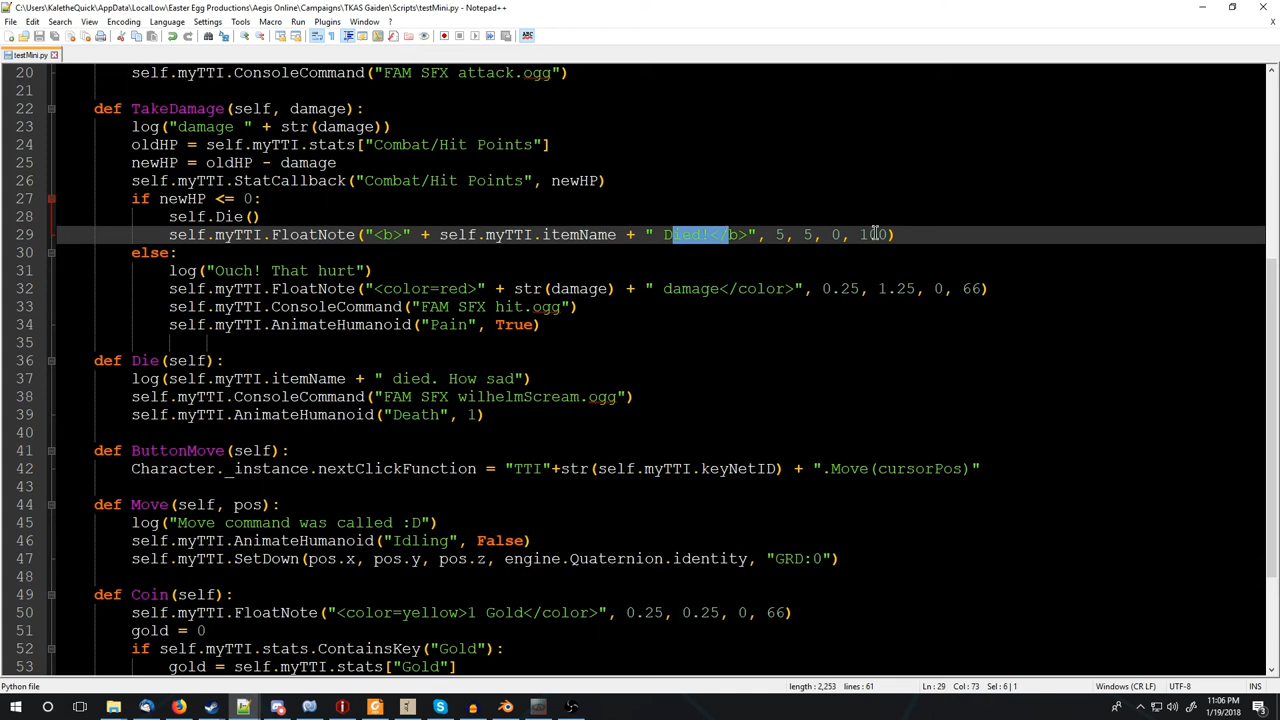 C:\Users\KaletheQuick\AppData\LocalLow\Easter Egg Productions\Aegis Online\Campaigns\TKAS Gaiden\Scripts\testMini.py - Notepad++
File Edit Search View Encoding Language Settings Tools Macro Run Plugins Window ?
testMini.py
20 self.myTTI.ConsoleCommand("FAM SFX attack.ogg")
21
22 def TakeDamage(self, damage):
23 log("damage " + str(damage))
24 oldHP = self.myTTI.stats["Combat/Hit Points"]
25 newHP = oldHP - damage
26 self.myTTI.StatCallback("Combat/Hit Points", newHP)
27 if newHP <= 0:
28 self.Die()
29 self.myTTI.FloatNote("<b>" + self.myTTI.itemName + " Died!</b>", 5, 5, 0, 100)
30 else:
31 log("Ouch! That hurt")
32 self.myTTI.FloatNote("<color=red>" + str(damage) + " damage</color>", 0.25, 1.25, 0, 66)
33 self.myTTI.ConsoleCommand("FAM SFX hit.ogg")
34 self.myTTI.AnimateHumanoid("Pain", True)
35
36 def Die(self):
37 log(self.myTTI.itemName + " died. How sad")
38 self.myTTI.ConsoleCommand("FAM SFX wilhelmScream.ogg")
39 self.myTTI.AnimateHumanoid("Death", 1)
40
41 def ButtonMove(self):
42 Character._instance.nextClickFunction = "TTI"+str(self.myTTI.keyNetID) + ".Move(cursorPos)"
43
44 def Move(self, pos):
45 log("Move command was called :D")
46 self.myTTI.AnimateHumanoid("Idling", False)
47 self.myTTI.SetDown(pos.x, pos.y, pos.z, engine.Quaternion.identity, "GRD:0")
48
49 def Coin(self):
50 self.myTTI.FloatNote("<color=yellow>1 Gold</color>", 0.25, 0.25, 0, 66)
51 gold = 0
52 if self.myTTI.stats.ContainsKey("Gold"):
53 gold = self.myTTI.stats["Gold"]
Python file length : 2,253 lines : 61 Ln : 29 Col : 73 Sel : 6 | 1 Windows (CR LF) UTF-8 INS
11:06 PM
1/19/2018